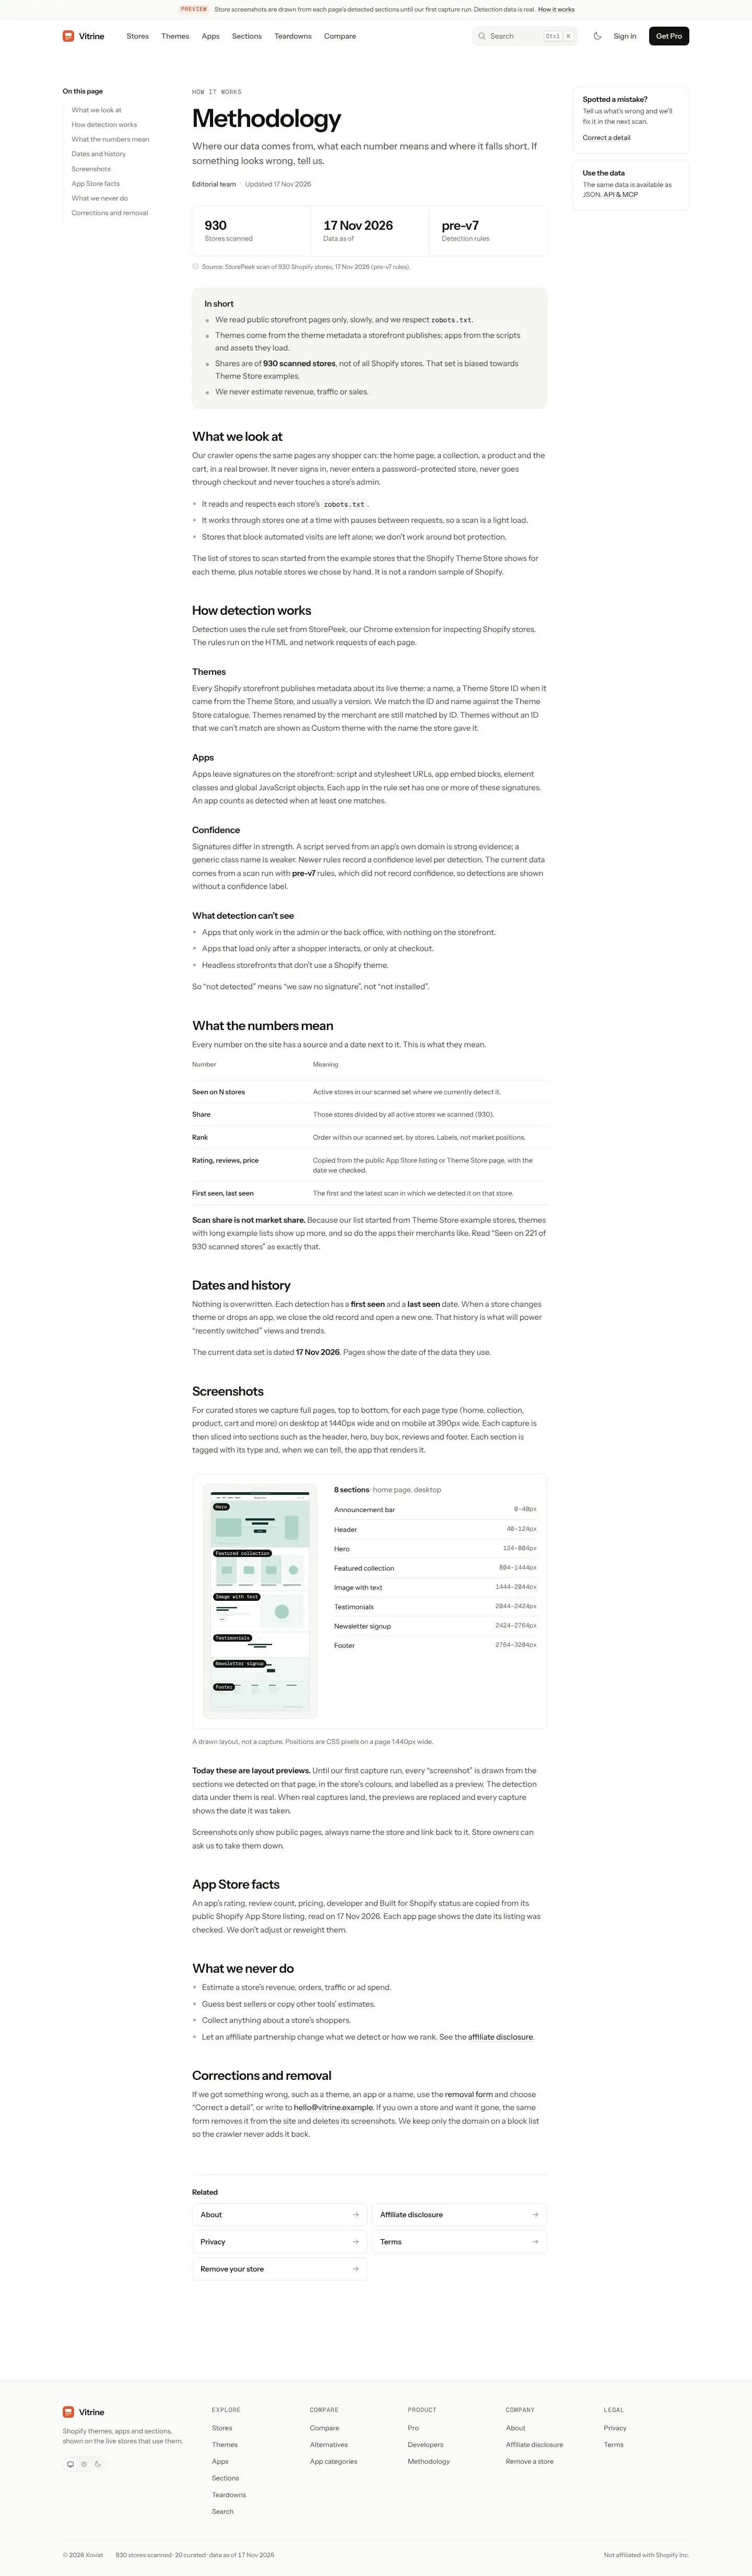 PREVIEW Store screenshots are drawn from each page's detected sections until our first capture run. Detection data is real. How it works
Vitrine Stores Themes Apps Sections Teardowns Compare Search Ctrl K Sign in Get Pro
On this page
What we look at
How detection works
What the numbers mean
Dates and history
Screenshots
App Store facts
What we never do
Corrections and removal
HOW IT WORKS
Methodology
Where our data comes from, what each number means and where it falls short. If
something looks wrong, tell us.
Editorial team · Updated 17 Nov 2026
930
Stores scanned
17 Nov 2026
Data as of
pre-v7
Detection rules
Source: StorePeek scan of 930 Shopify stores, 17 Nov 2026 (pre-v7 rules).
Spotted a mistake?
Tell us what's wrong and we'll
fix it in the next scan.
Correct a detail
Use the data
The same data is available as
JSON. API & MCP
In short
We read public storefront pages only, slowly, and we respect robots.txt.
Themes come from the theme metadata a storefront publishes; apps from the scripts
and assets they load.
Shares are of 930 scanned stores, not of all Shopify stores. That set is biased towards
Theme Store examples.
We never estimate revenue, traffic or sales.
What we look at
Our crawler opens the same pages any shopper can: the home page, a collection, a product and the
cart, in a real browser. It never signs in, never enters a password-protected store, never goes
through checkout and never touches a store's admin.
It reads and respects each store's robots.txt.
It works through stores one at a time with pauses between requests, so a scan is a light load.
Stores that block automated visits are left alone; we don't work around bot protection.
The list of stores to scan started from the example stores that the Shopify Theme Store shows for
each theme, plus notable stores we chose by hand. It is not a random sample of Shopify.
How detection works
Detection uses the rule set from StorePeek, our Chrome extension for inspecting Shopify stores.
The rules run on the HTML and network requests of each page.
Themes
Every Shopify storefront publishes metadata about its live theme: a name, a Theme Store ID when it
came from the Theme Store, and usually a version. We match the ID and name against the Theme
Store catalogue. Themes renamed by the merchant are still matched by ID. Themes without an ID
that we can't match are shown as Custom theme with the name the store gave it.
Apps
Apps leave signatures on the storefront: script and stylesheet URLs, app embed blocks, element
classes and global JavaScript objects. Each app in the rule set has one or more of these signatures.
An app counts as detected when at least one matches.
Confidence
Signatures differ in strength. A script served from an app's own domain is strong evidence; a
generic class name is weaker. Newer rules record a confidence level per detection. The current data
comes from a scan run with pre-v7 rules, which did not record confidence, so detections are shown
without a confidence label.
What detection can't see
Apps that only work in the admin or the back office, with nothing on the storefront.
Apps that load only after a shopper interacts, or only at checkout.
Headless storefronts that don't use a Shopify theme.
So “not detected” means “we saw no signature”, not “not installed”.
What the numbers mean
Every number on the site has a source and a date next to it. This is what they mean.
Number Meaning
Seen on N stores Active stores in our scanned set where we currently detect it.
Share Those stores divided by all active stores we scanned (930).
Rank Order within our scanned set, by stores. Labels, not market positions.
Rating, reviews, price Copied from the public App Store listing or Theme Store page, with the
date we checked.
First seen, last seen The first and the latest scan in which we detected it on that store.
Scan share is not market share. Because our list started from Theme Store example stores, themes
with long example lists show up more, and so do the apps their merchants like. Read “Seen on 221 of
930 scanned stores” as exactly that.
Dates and history
Nothing is overwritten. Each detection has a first seen and a last seen date. When a store changes
theme or drops an app, we close the old record and open a new one. That history is what will power
“recently switched” views and trends.
The current data set is dated 17 Nov 2026. Pages show the date of the data they use.
Screenshots
For curated stores we capture full pages, top to bottom, for each page type (home, collection,
product, cart and more) on desktop at 1440px wide and on mobile at 390px wide. Each capture is
then sliced into sections such as the header, hero, buy box, reviews and footer. Each section is
tagged with its type and, when we can tell, the app that renders it.
Hero
Featured collection
Image with text
Testimonials
Newsletter signup
Footer
8 sections · home page, desktop
Announcement bar 0–40px
Header 40–124px
Hero 124–804px
Featured collection 804–1444px
Image with text 1444–2044px
Testimonials 2044–2424px
Newsletter signup 2424–2764px
Footer 2764–3204px
A drawn layout, not a capture. Positions are CSS pixels on a page 1,440px wide.
Today these are layout previews. Until our first capture run, every “screenshot” is drawn from the
sections we detected on that page, in the store's colours, and labelled as a preview. The detection
data under them is real. When real captures land, the previews are replaced and every capture
shows the date it was taken.
Screenshots only show public pages, always name the store and link back to it. Store owners can
ask us to take them down.
App Store facts
An app's rating, review count, pricing, developer and Built for Shopify status are copied from its
public Shopify App Store listing, read on 17 Nov 2026. Each app page shows the date its listing was
checked. We don't adjust or reweight them.
What we never do
Estimate a store's revenue, orders, traffic or ad spend.
Guess best sellers or copy other tools' estimates.
Collect anything about a store's shoppers.
Let an affiliate partnership change what we detect or how we rank. See the affiliate disclosure.
Corrections and removal
If we got something wrong, such as a theme, an app or a name, use the removal form and choose
“Correct a detail”, or write to hello@vitrine.example. If you own a store and want it gone, the same
form removes it from the site and deletes its screenshots. We keep only the domain on a block list
so the crawler never adds it back.
Related
About → Affiliate disclosure →
Privacy → Terms →
Remove your store →
Vitrine
Shopify themes, apps and sections,
shown on the live stores that use them.
EXPLORE
Stores
Themes
Apps
Sections
Teardowns
Search
COMPARE
Compare
Alternatives
App categories
PRODUCT
Pro
Developers
Methodology
COMPANY
About
Affiliate disclosure
Remove a store
LEGAL
Privacy
Terms
© 2026 Xovist 930 stores scanned · 20 curated · data as of 17 Nov 2026 Not affiliated with Shopify Inc.